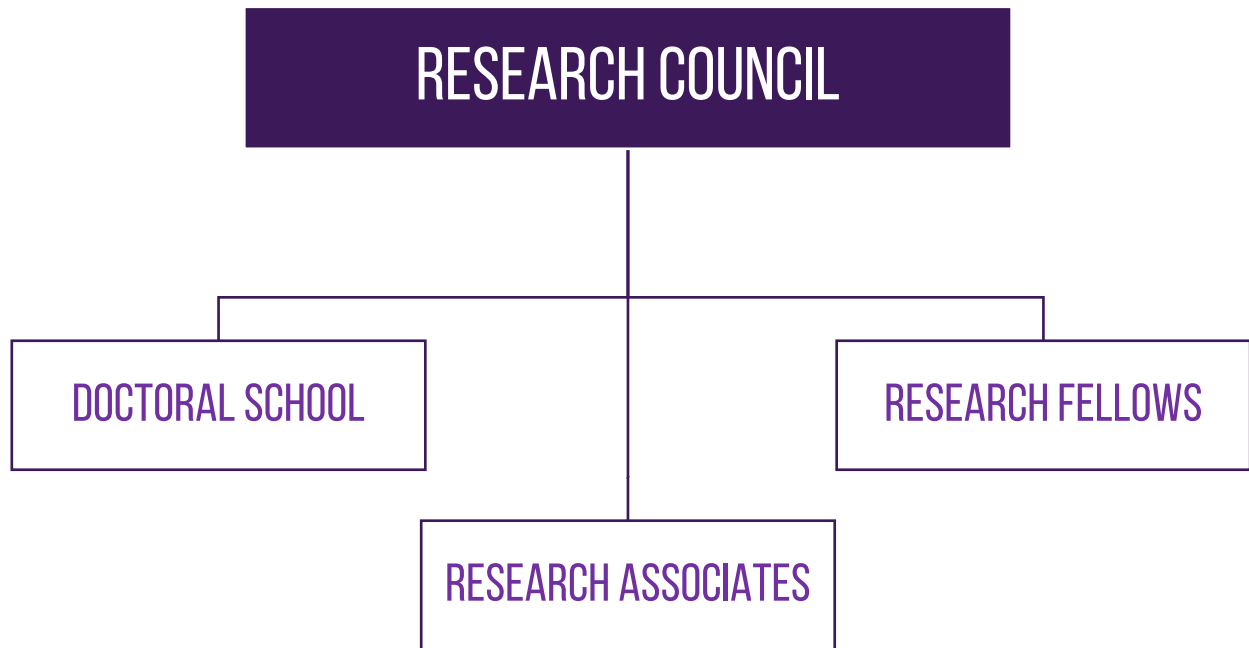 RESEARCH COUNCIL
DOCTORAL SCHOOL
RESEARCH FELLOWS
RESEARCH ASSOCIATES